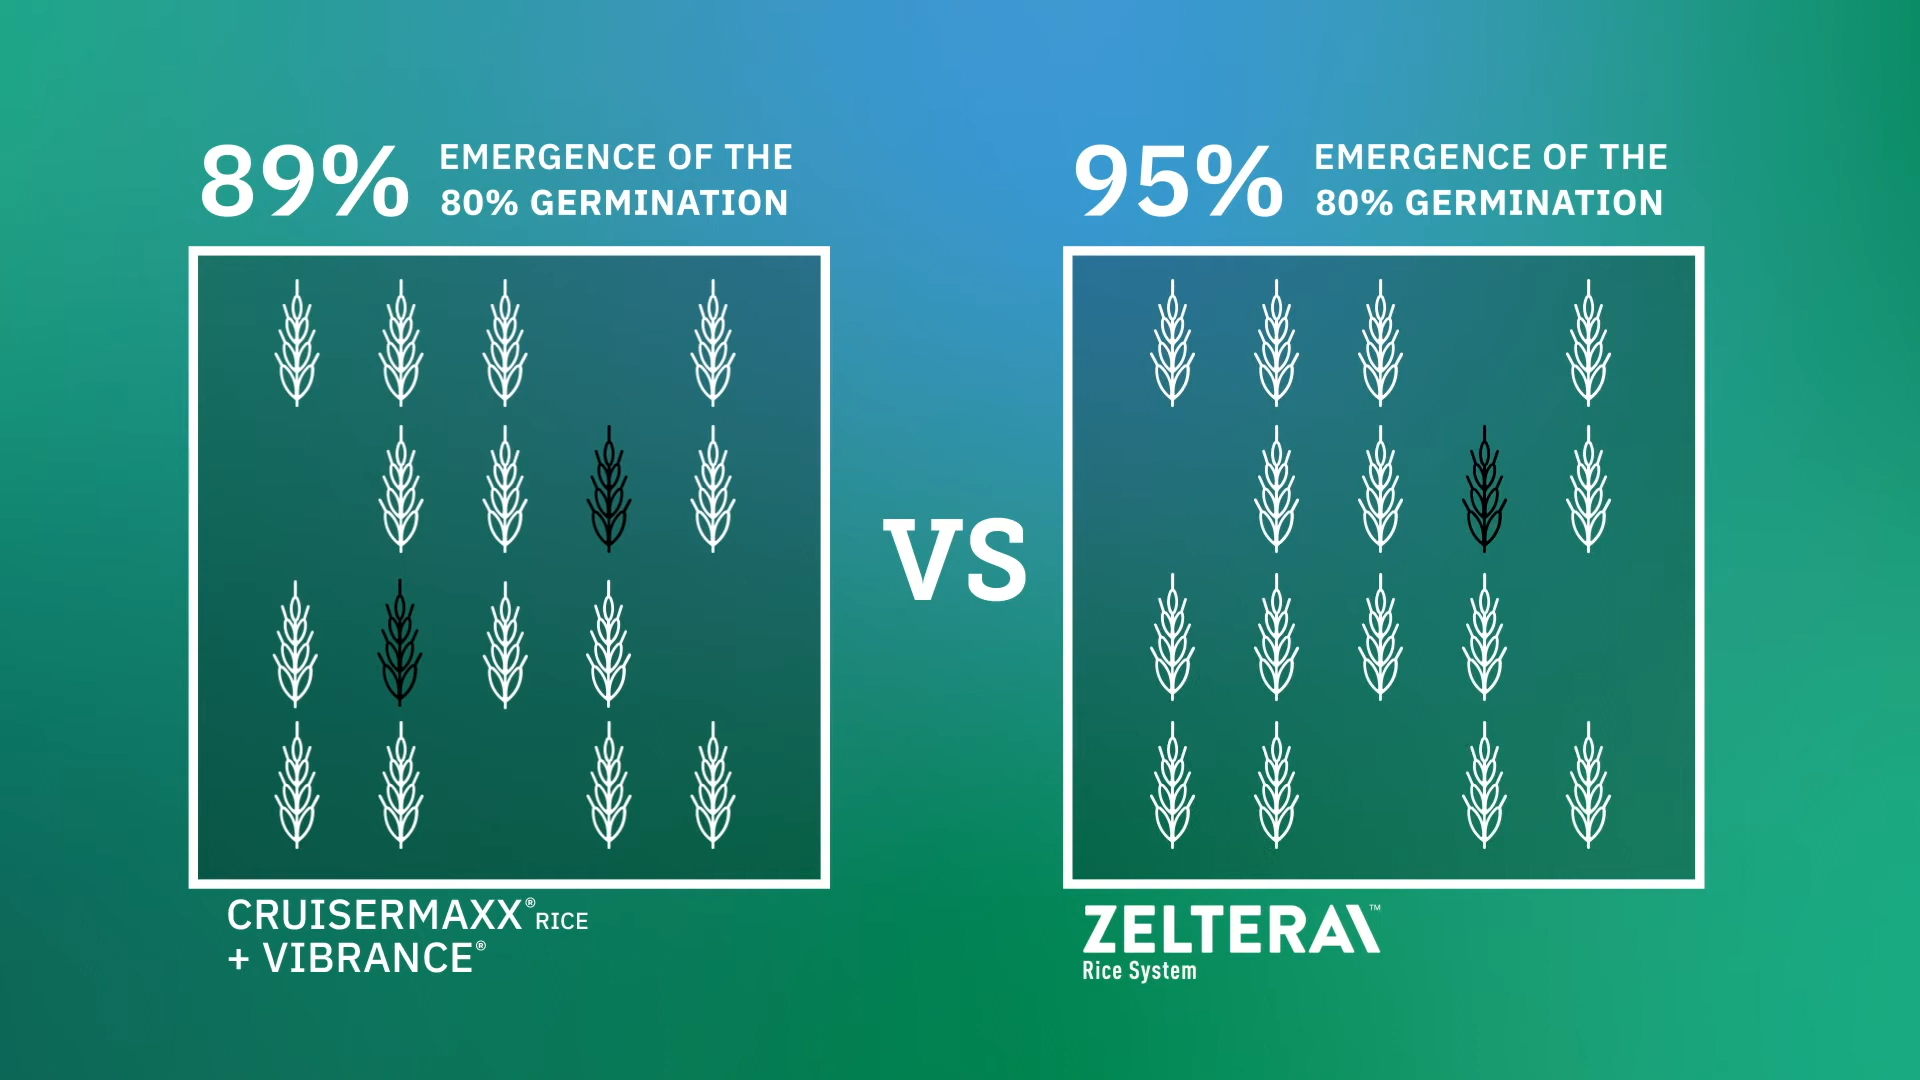 89%
EMERGENCE OF THE
80% GERMINATION
95%
EMERGENCE OF THE
80% GERMINATION
VS
CRUISERMAXX® RICE
+ VIBRANCE®
ZELTERA™
Rice System